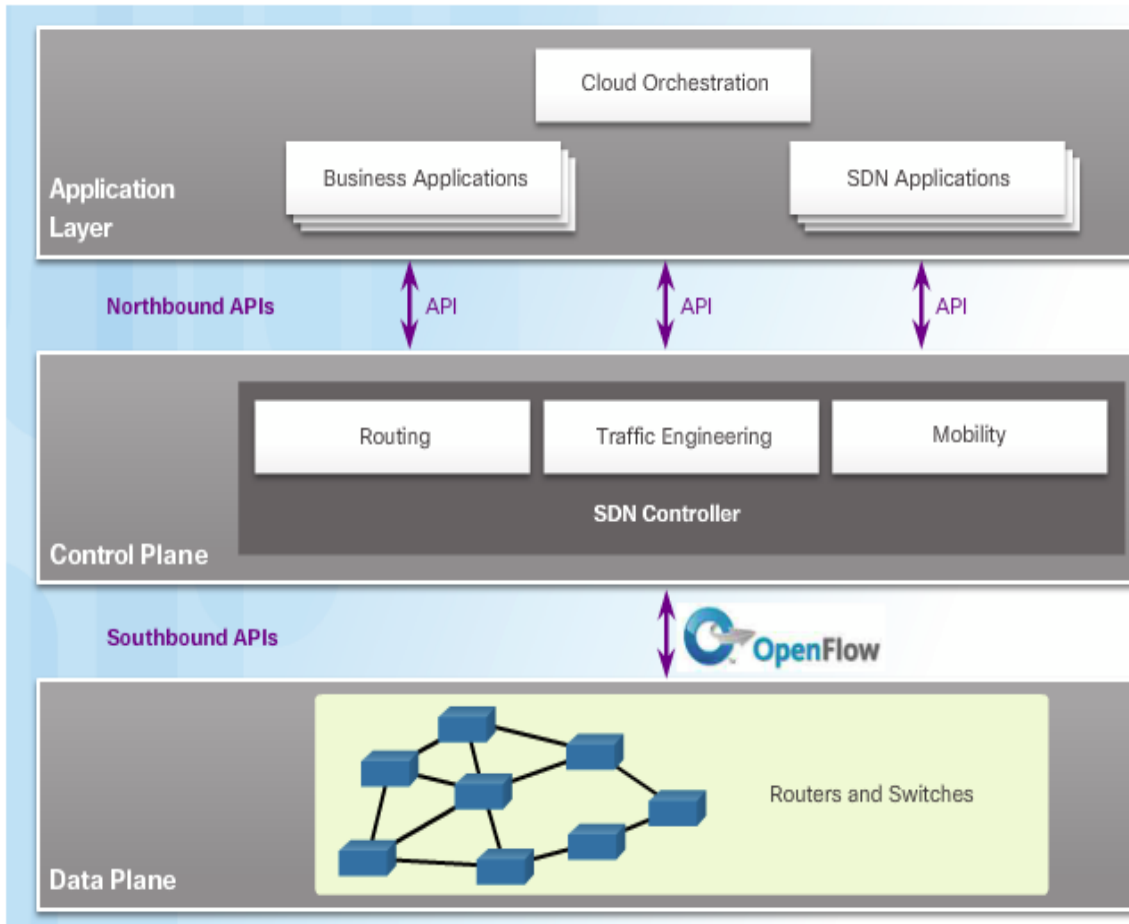 Cloud Orchestration
Business Applications
SDN Applications
Application
Layer
Northbound APIs
API
API
API
Routing
Traffic Engineering
Mobility
SDN Controller
Control Plane
Southbound APIs
OpenFlow
Routers and Switches
Data Plane